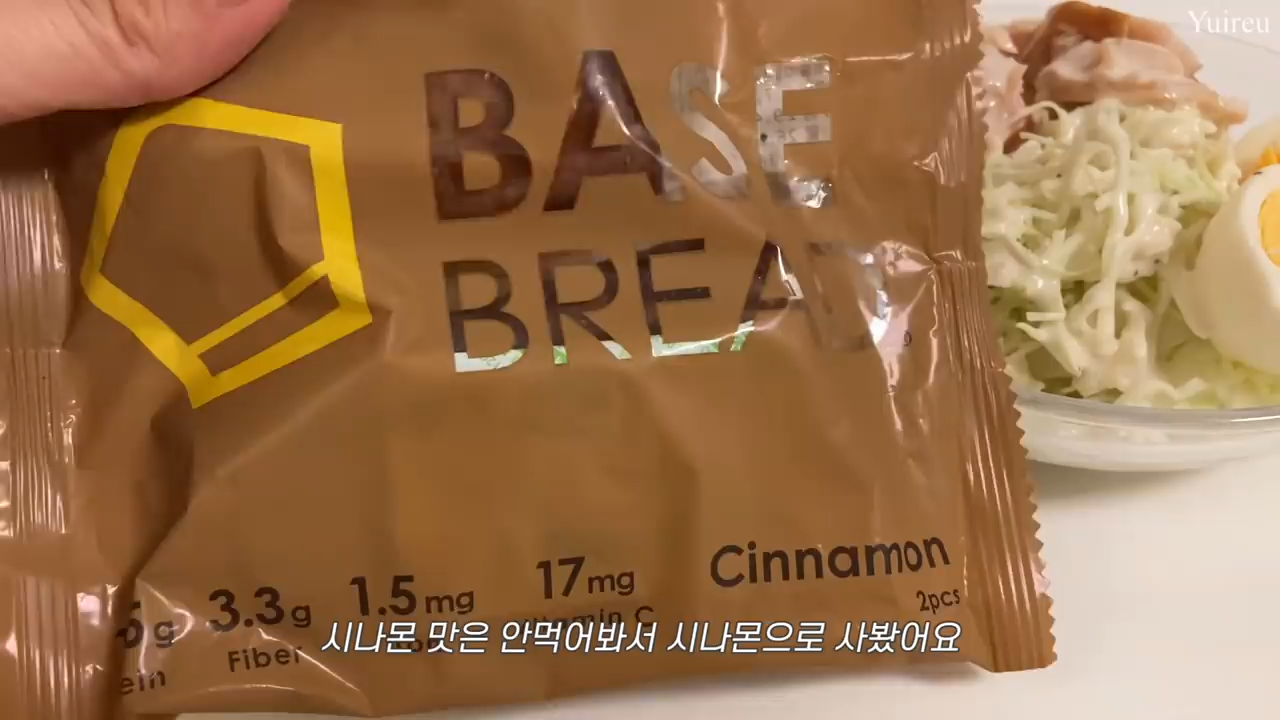 Yuireu
BASE
BREAD
Cinnamon
2pcs
3.3g 1.5mg 17mg
Fiber
시나몬 맛은 안먹어봐서 시나몬으로 사봤어요